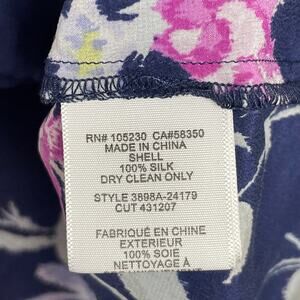 RN# 105230 CA#58350
MADE IN CHINA
SHELL
100% SILK
DRY CLEAN ONLY
STYLE 3898A-24179
CUT 431207
FABRIQUÉ EN CHINE
EXTERIEUR
100% SOIE
NETTOYAGE À